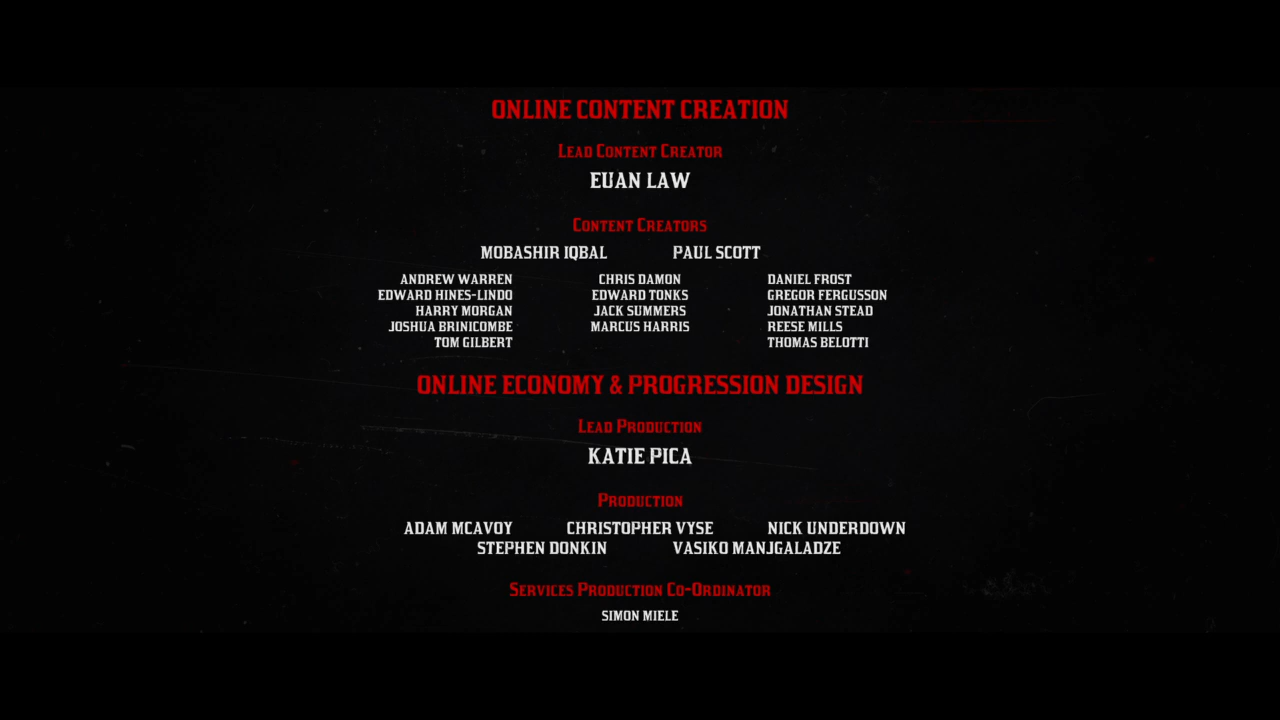 ONLINE CONTENT CREATION
LEAD CONTENT CREATOR
EUAN LAW
CONTENT CREATORS
MOBASHIR IQBAL PAUL SCOTT
ANDREW WARREN CHRIS DAMON DANIEL FROST
EDWARD HINES-LINDO EDWARD TONKS GREGOR FERGUSSON
HARRY MORGAN JACK SUMMERS JONATHAN STEAD
JOSHUA BRINICOMBE MARCUS HARRIS REESE MILLS
TOM GILBERT THOMAS BELOTTI
ONLINE ECONOMY & PROGRESSION DESIGN
LEAD PRODUCTION
KATIE PICA
PRODUCTION
ADAM MCAVOY CHRISTOPHER VYSE NICK UNDERDOWN
STEPHEN DONKIN VASIKO MANJGALADZE
SERVICES PRODUCTION CO-ORDINATOR
SIMON MIELE